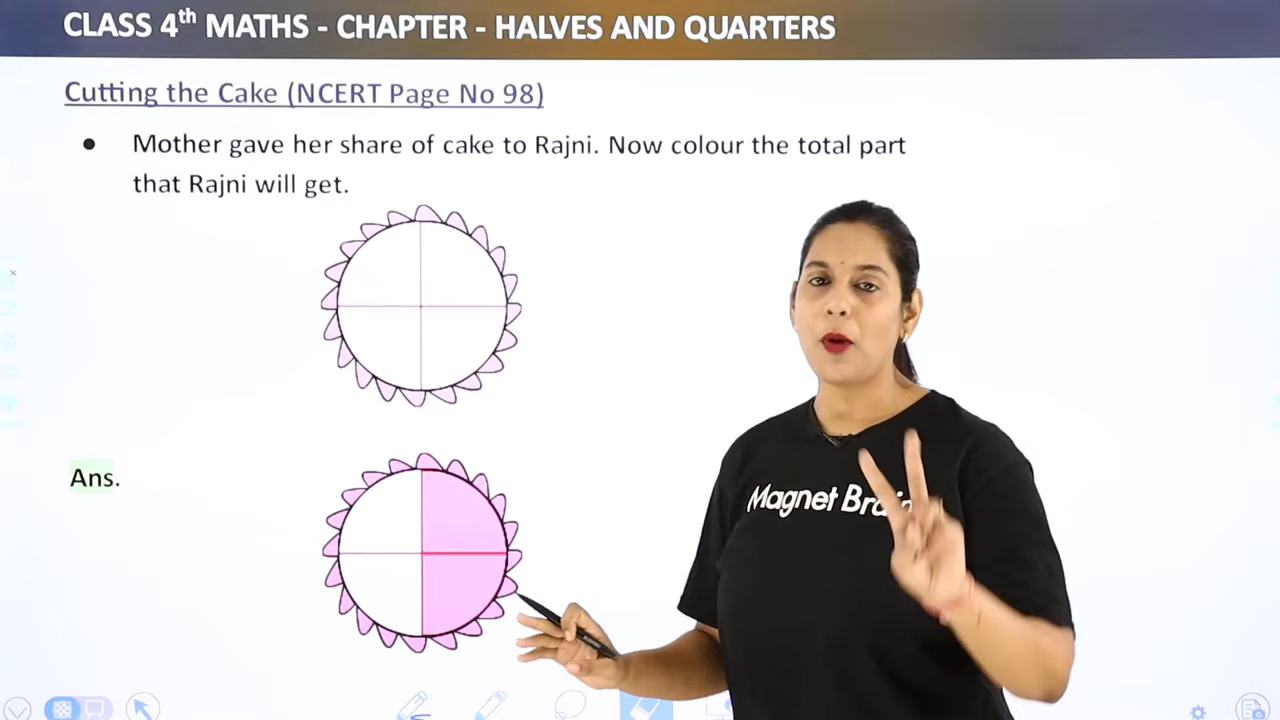 CLASS 4th MATHS - CHAPTER - HALVES AND QUARTERS
Cutting the Cake (NCERT Page No 98)
● Mother gave her share of cake to Rajni. Now colour the total part
that Rajni will get.
Ans.
Magnet Brain